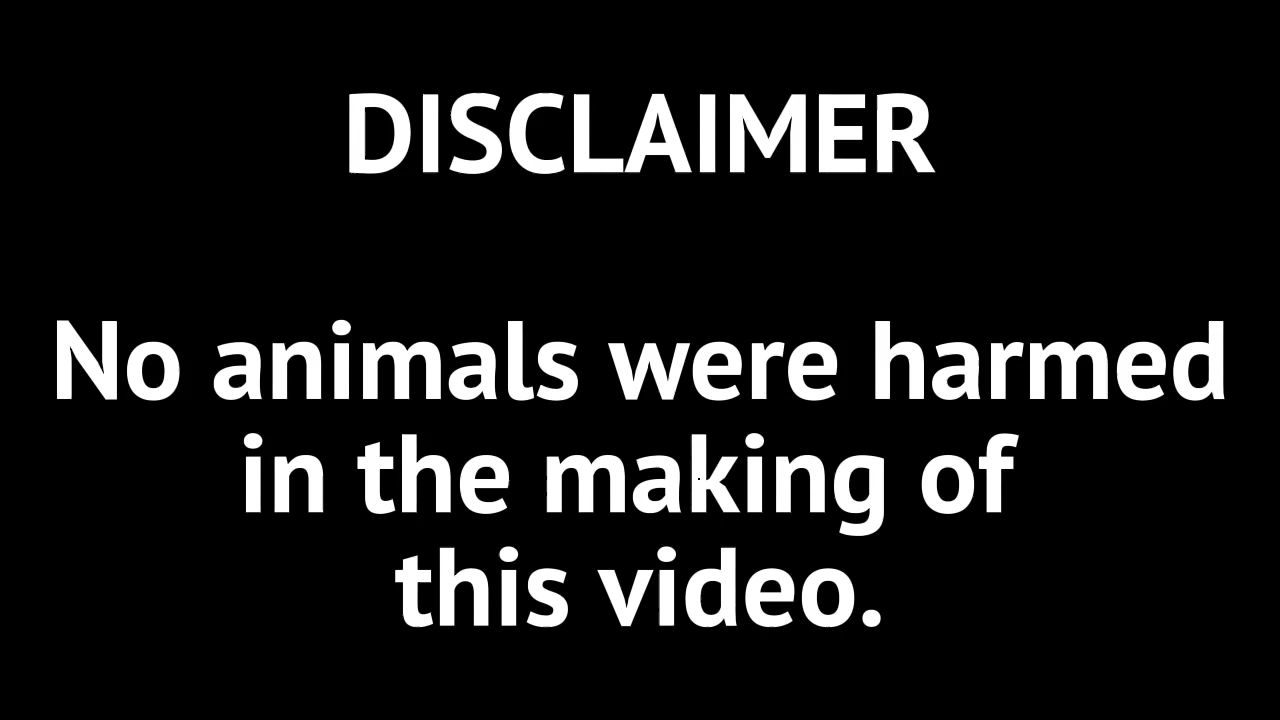 DISCLAIMER
No animals were harmed
in the making of
this video.